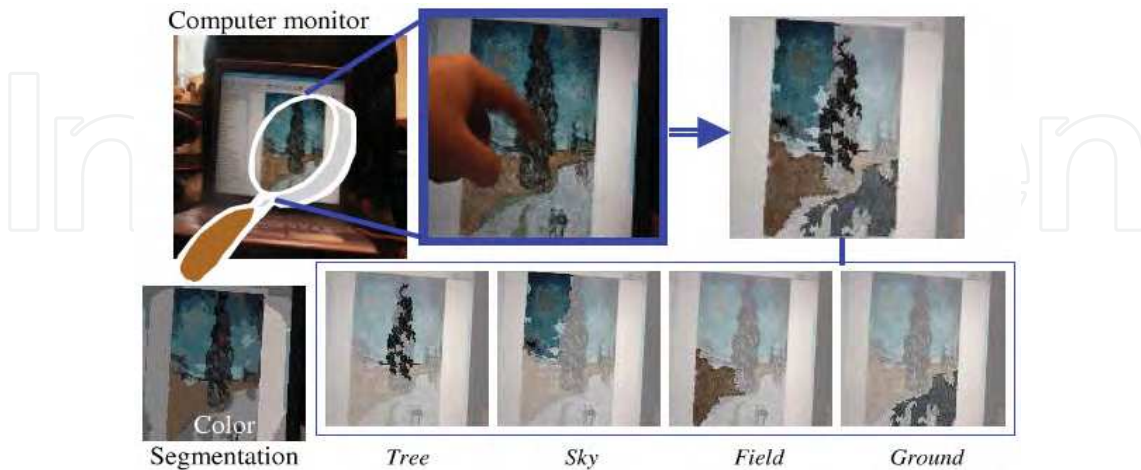 Computer monitor
Color
Segmentation
Tree
Sky
Field
Ground